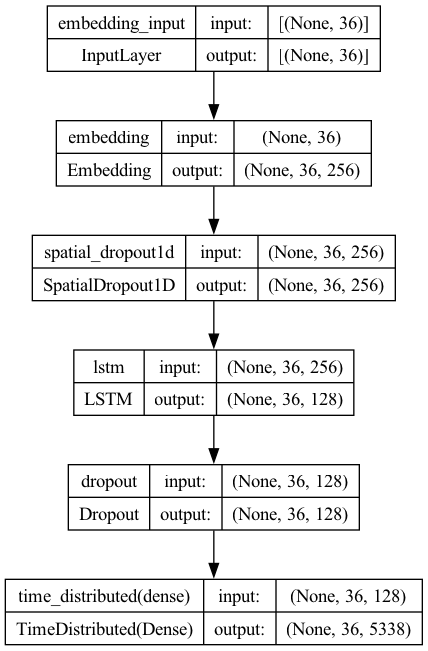 embedding_input input: [(None, 36)]
InputLayer output: [(None, 36)]
embedding input: (None, 36)
Embedding output: (None, 36, 256)
spatial_dropout1d input: (None, 36, 256)
SpatialDropout1D output: (None, 36, 256)
lstm input: (None, 36, 256)
LSTM output: (None, 36, 128)
dropout input: (None, 36, 128)
Dropout output: (None, 36, 128)
time_distributed(dense) input: (None, 36, 128)
TimeDistributed(Dense) output: (None, 36, 5338)